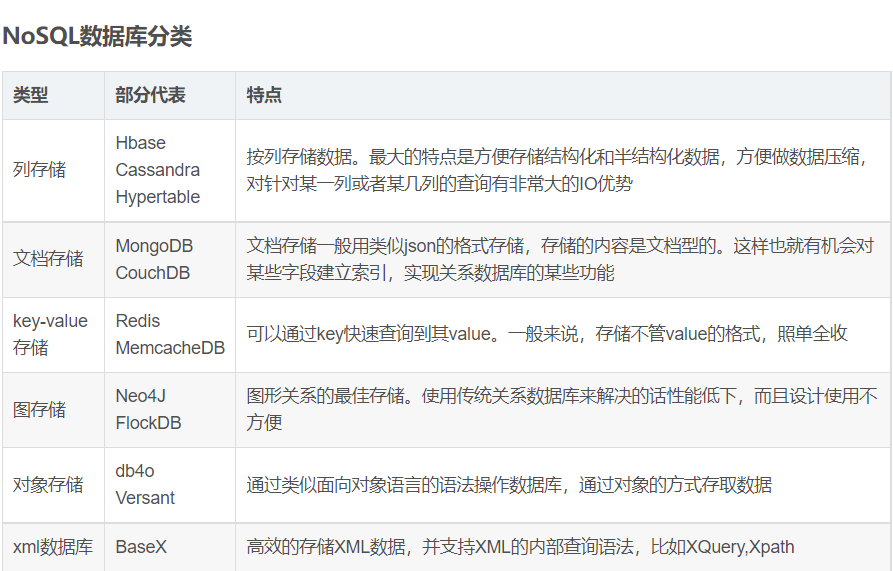 NoSQL数据库分类
类型 部分代表 特点
列存储
Hbase
Cassandra
Hypertable
按列存储数据。最大的特点是方便存储结构化和半结构化数据，方便做数据压缩，
对针对某一列或者某几列的查询有非常大的IO优势
文档存储
MongoDB
CouchDB
文档存储一般用类似json的格式存储，存储的内容是文档型的。这样也就有机会对
某些字段建立索引，实现关系数据库的某些功能
key-value
存储
Redis
MemcacheDB
可以通过key快速查询到其value。一般来说，存储不管value的格式，照单全收
图存储
Neo4J
FlockDB
图形关系的最佳存储。使用传统关系数据库来解决的话性能低下，而且设计使用不
方便
对象存储
db4o
Versant
通过类似面向对象语言的语法操作数据库，通过对象的方式存取数据
xml数据库
BaseX
高效的存储XML数据，并支持XML的内部查询语法，比如XQuery,Xpath